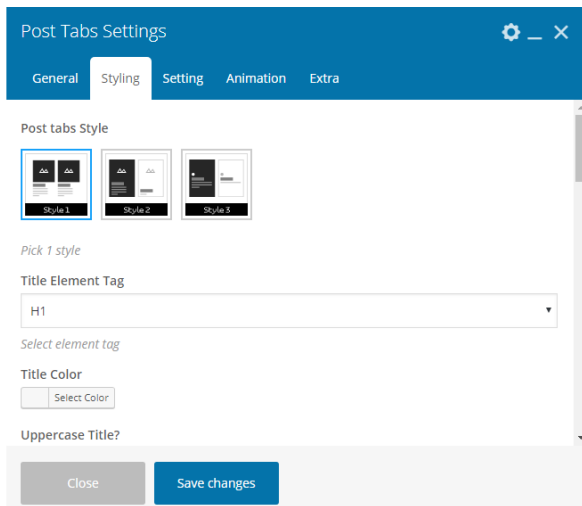 Post Tabs Settings
General Styling Setting Animation Extra
Post tabs Style
Style 1 Style 2 Style 3
Pick 1 style
Title Element Tag
H1
Select element tag
Title Color
Select Color
Uppercase Title?
Close Save changes